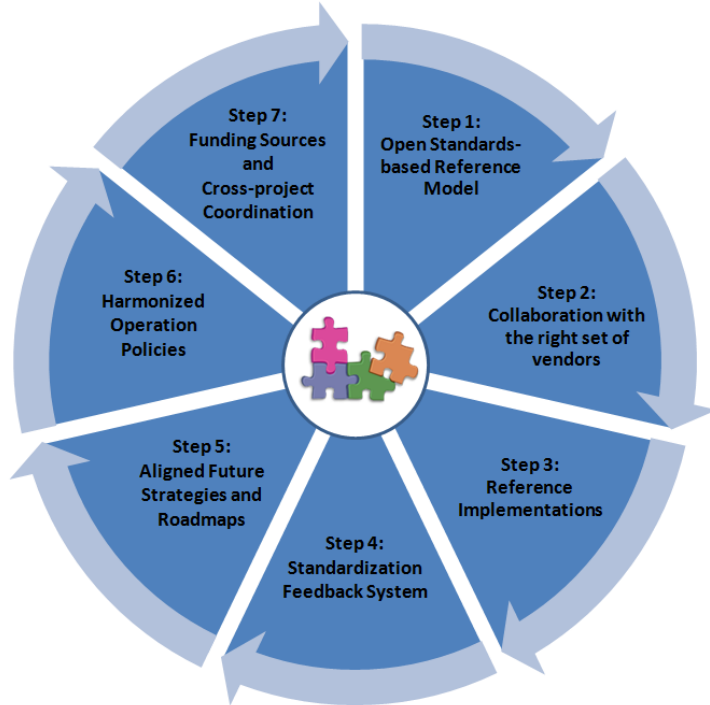 Step 1:
Open Standards-
based Reference
Model
Step 2:
Collaboration with
the right set of
vendors
Step 3:
Reference
Implementations
Step 4:
Standardization
Feedback System
Step 5:
Aligned Future
Strategies and
Roadmaps
Step 6:
Harmonized
Operation
Policies
Step 7:
Funding Sources
and
Cross-project
Coordination